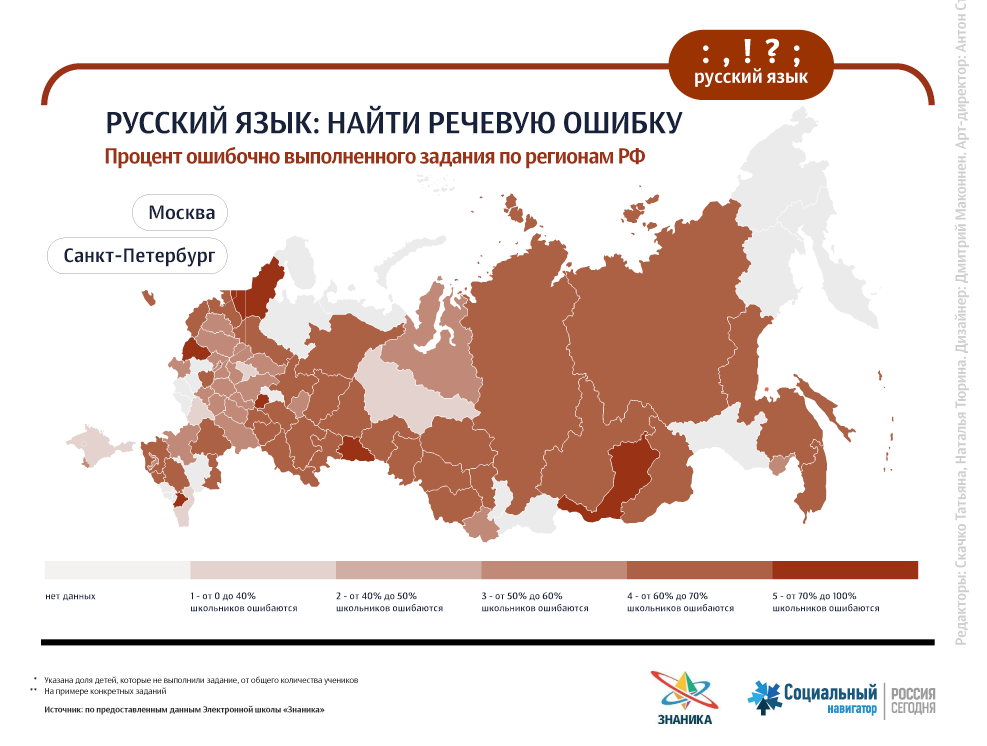 : , ! ? ;
русский язык
РУССКИЙ ЯЗЫК: НАЙТИ РЕЧЕВУЮ ОШИБКУ
Процент ошибочно выполненного задания по регионам РФ
Москва
Санкт-Петербург
нет данных
1 - от 0 до 40%
школьников ошибаются
2 - от 40% до 50%
школьников ошибаются
3 - от 50% до 60%
школьников ошибаются
4 - от 60% до 70%
школьников ошибаются
5 - от 70% до 100%
школьников ошибаются
* Указана доля детей, которые не выполнили задание, от общего количества учеников
** На примере конкретных заданий
Источник: по предоставленным данным Электронной школы «Знаника»
ЗНАНИКА
Социальный
навигатор
РОССИЯ
СЕГОДНЯ
Редакторы: Скачко Татьяна, Наталья Тюрина. Дизайнер: Дмитрий Маконнен. Арт-директор: Антон